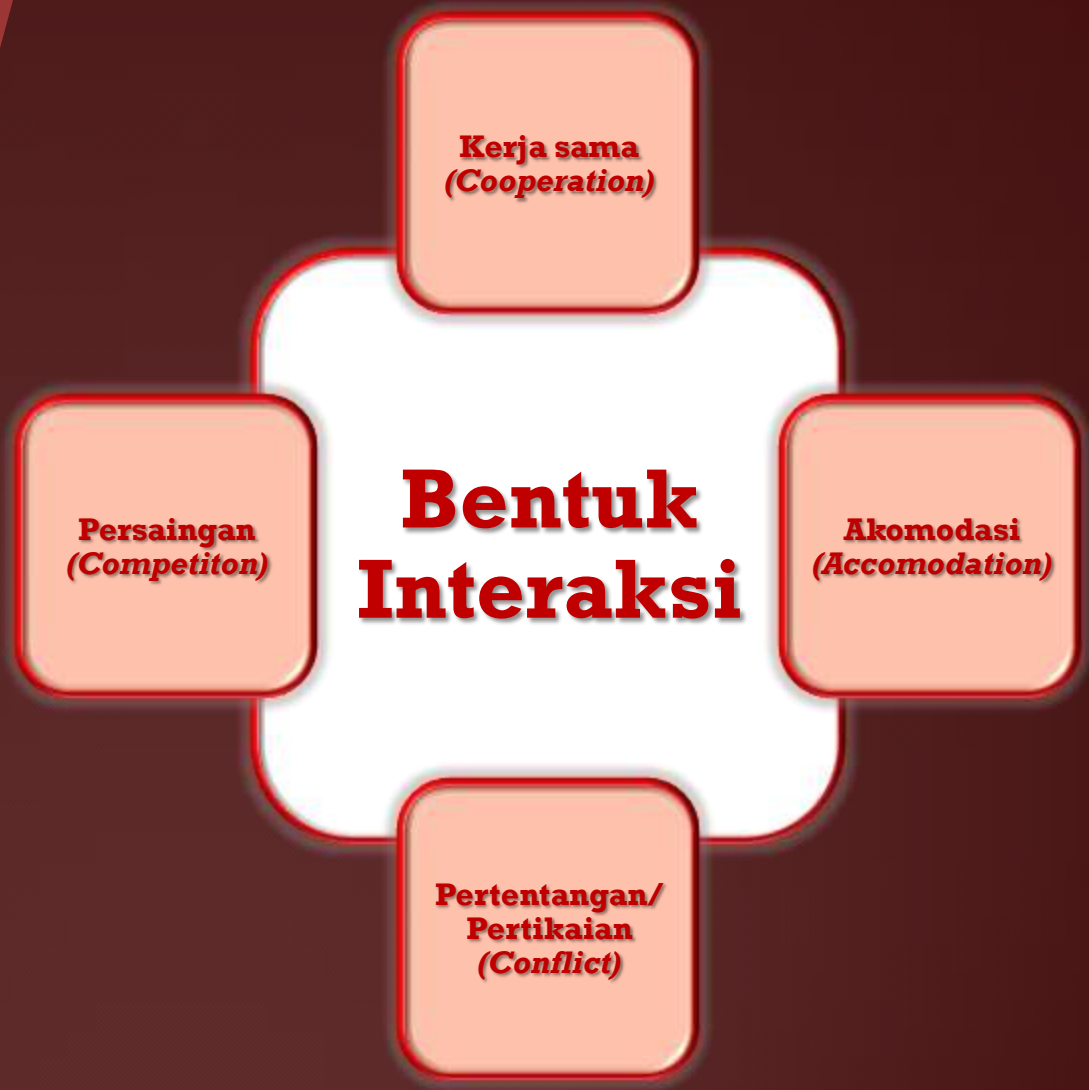 Kerja sama
(Cooperation)
Persaingan
(Competiton)
Bentuk
Interaksi
Akomodasi
(Accomodation)
Pertentangan/
Pertikaian
(Conflict)